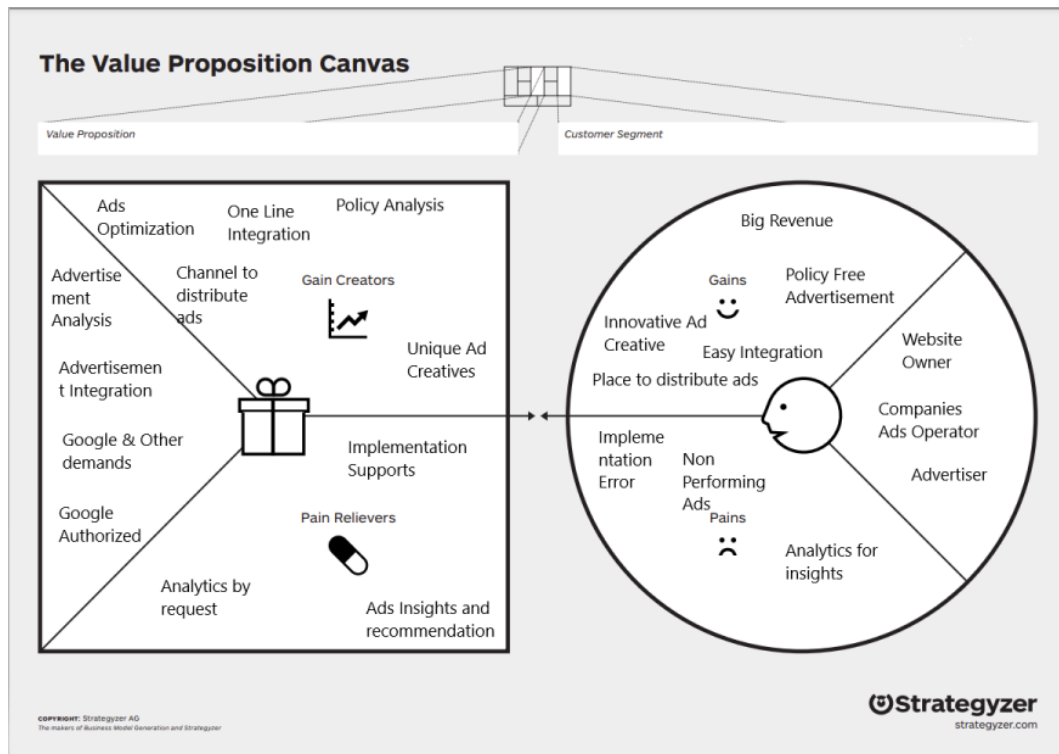 The Value Proposition Canvas
Value Proposition
Customer Segment
Ads
Optimization
One Line
Integration
Policy Analysis
Advertise
ment
Analysis
Channel to
distribute
ads
Gain Creators
Unique Ad
Creatives
Advertisemen
t Integration
Google & Other
demands
Implementation
Supports
Google
Authorized
Pain Relievers
Analytics by
request
Ads Insights and
recommendation
Big Revenue
Gains
Policy Free
Advertisement
Innovative Ad
Creative
Easy Integration
Place to distribute ads
Website
Owner
Companies
Ads Operator
Advertiser
Impleme
ntation
Error
Non
Performing
Ads
Pains
Analytics for
insights
COPYRIGHT: Strategyzer AG
The makers of Business Model Generation and Strategyzer
Strategyzer
strategyzer.com